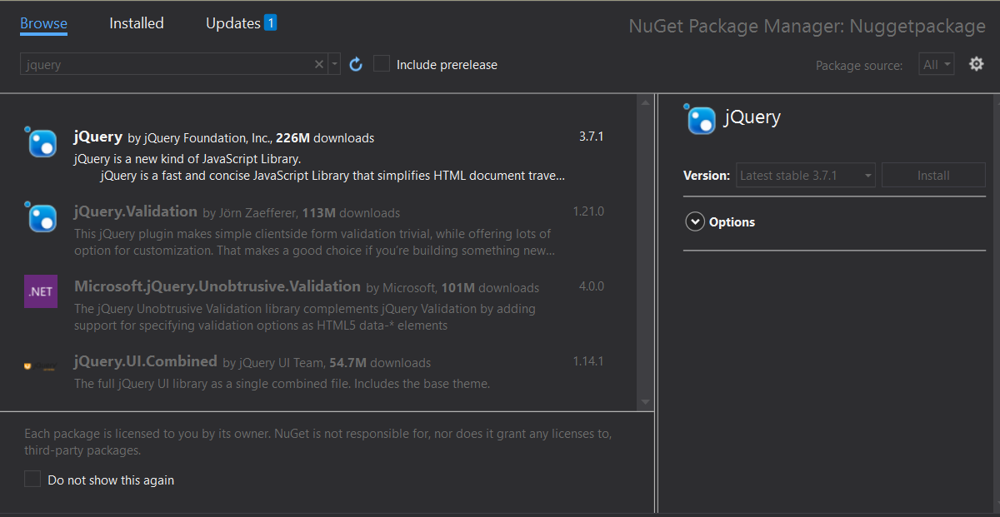 Browse Installed Updates 1
NuGet Package Manager: Nuggetpackage
jquery
Include prerelease
Package source: All
jQuery by jQuery Foundation, Inc., 226M downloads 3.7.1
jQuery is a new kind of JavaScript Library.
jQuery is a fast and concise JavaScript Library that simplifies HTML document trave...
jQuery.Validation by Jörn Zaefferer, 113M downloads 1.21.0
This jQuery plugin makes simple clientside form validation trivial, while offering lots of
option for customization. That makes a good choice if you're building something new...
.NET
Microsoft.jQuery.Unobtrusive.Validation by Microsoft, 101M downloads 4.0.0
The jQuery Unobtrusive Validation library complements jQuery Validation by adding
support for specifying validation options as HTML5 data-* elements
jQuery.UI.Combined by jQuery UI Team, 54.7M downloads 1.14.1
The full jQuery UI library as a single combined file. Includes the base theme.
Each package is licensed to you by its owner. NuGet is not responsible for, nor does it grant any licenses to,
third-party packages.
Do not show this again
jQuery
Version: Latest stable 3.7.1 Install
Options